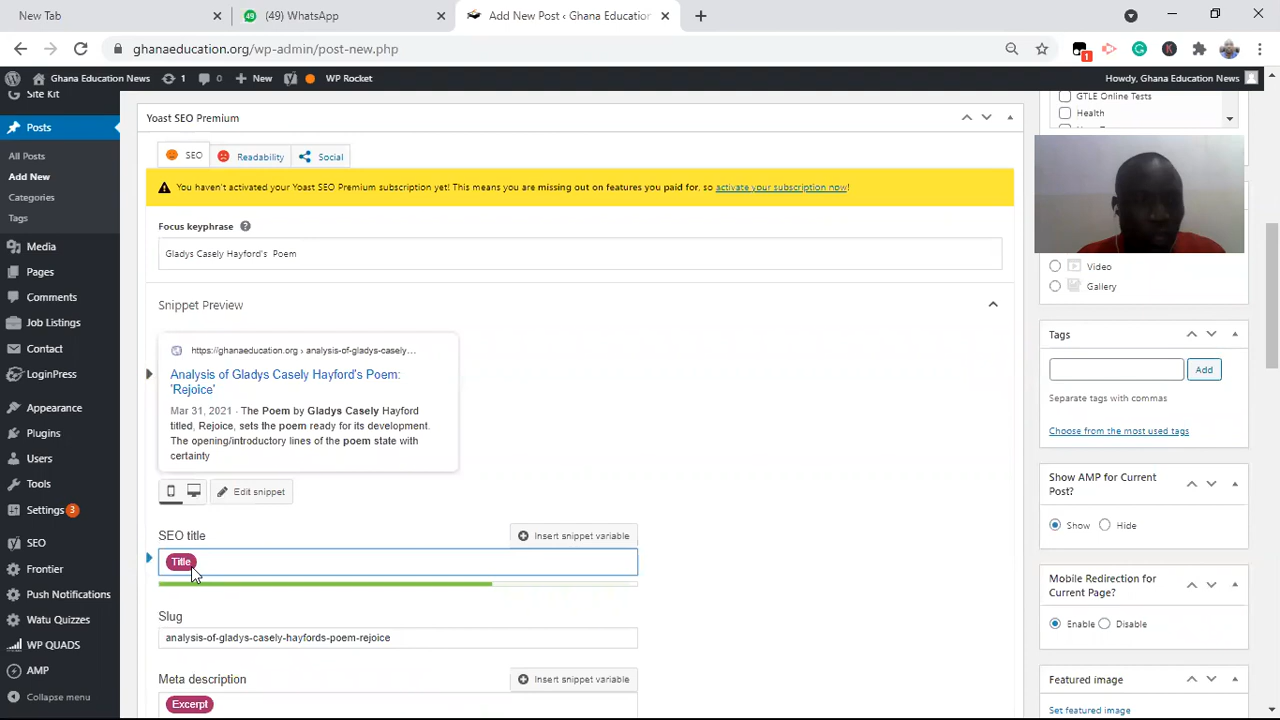 New Tab
(49) WhatsApp
Add New Post ‹ Ghana Education
ghanaeducation.org/wp-admin/post-new.php
1
Ghana Education News
1
0
New
WP Rocket
Howdy, Ghana Education News
Site Kit
Posts
All Posts
Add New
Categories
Tags
Media
Pages
Comments
Job Listings
Contact
LoginPress
Appearance
Plugins
Users
Tools
Settings 3
SEO
Frontier
Push Notifications
Watu Quizzes
WP QUADS
AMP
Collapse menu
Yoast SEO Premium
SEO
Readability
Social
You haven't activated your Yoast SEO Premium subscription yet! This means you are missing out on features you paid for, so activate your subscription now!
Focus keyphrase
Gladys Casely Hayford's Poem
Snippet Preview
https://ghanaeducation.org › analysis-of-gladys-casely...
Analysis of Gladys Casely Hayford's Poem:
'Rejoice'
Mar 31, 2021 · The Poem by Gladys Casely Hayford
titled, Rejoice, sets the poem ready for its development.
The opening/introductory lines of the poem state with
certainty
Edit snippet
SEO title
Insert snippet variable
Title
Slug
analysis-of-gladys-casely-hayfords-poem-rejoice
Meta description
Insert snippet variable
Excerpt
GTLE Online Tests
Health
Video
Gallery
Tags
Add
Separate tags with commas
Choose from the most used tags
Show AMP for Current
Post?
Show
Hide
Mobile Redirection for
Current Page?
Enable
Disable
Featured image
Set featured image